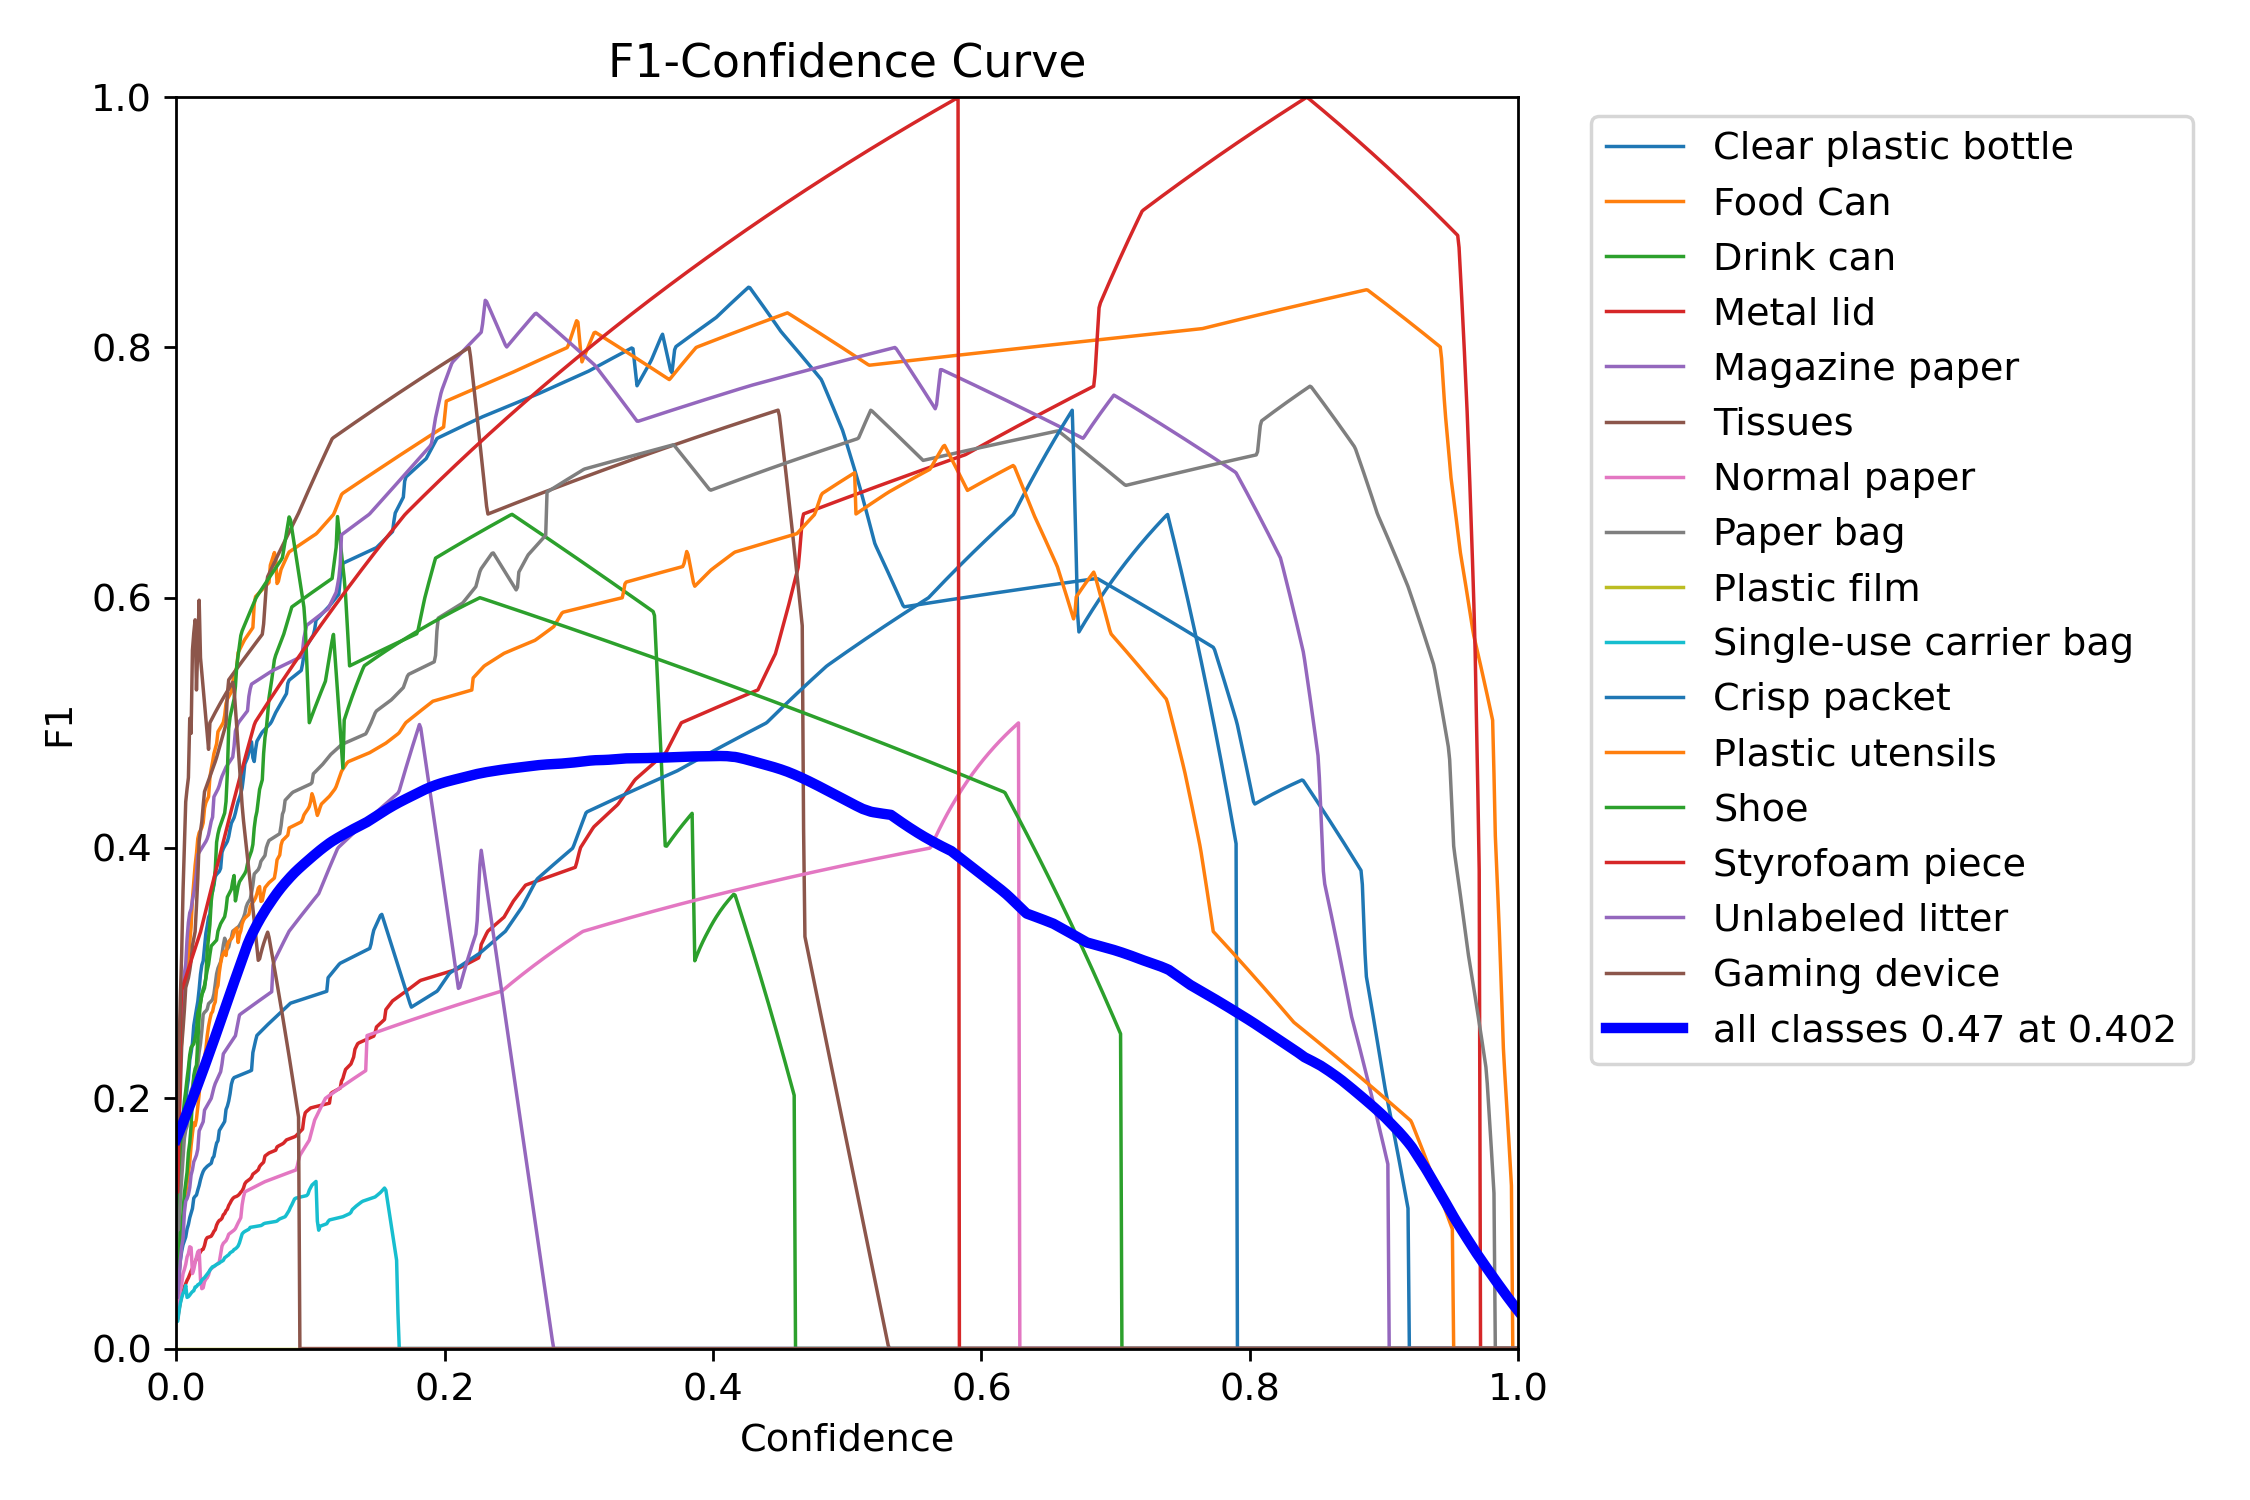 F1-Confidence Curve
1.0
0.8
0.6
0.4
0.2
0.0
F1
0.0 0.2 0.4 0.6 0.8 1.0
Confidence
Clear plastic bottle
Food Can
Drink can
Metal lid
Magazine paper
Tissues
Normal paper
Paper bag
Plastic film
Single-use carrier bag
Crisp packet
Plastic utensils
Shoe
Styrofoam piece
Unlabeled litter
Gaming device
all classes 0.47 at 0.402